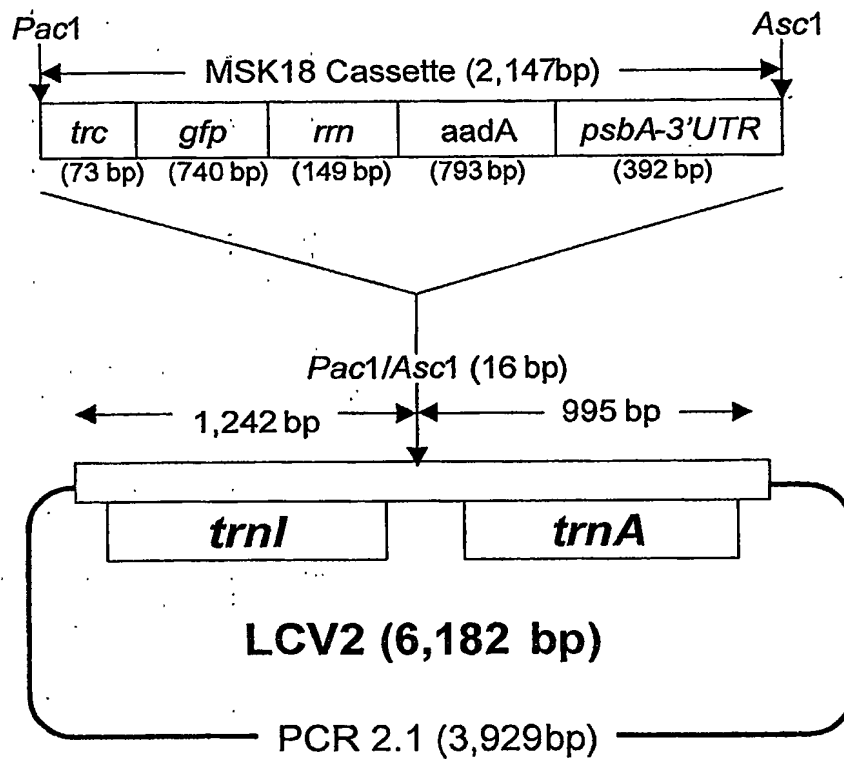 Pac1 Asc1
MSK18 Cassette (2,147bp)
trc gfp rrn aadA psbA-3'UTR
(73 bp) (740 bp) (149 bp) (793 bp) (392 bp)
Pac1/Asc1 (16 bp)
1,242 bp 995 bp
trnI trnA
LCV2 (6,182 bp)
PCR 2.1 (3,929bp)